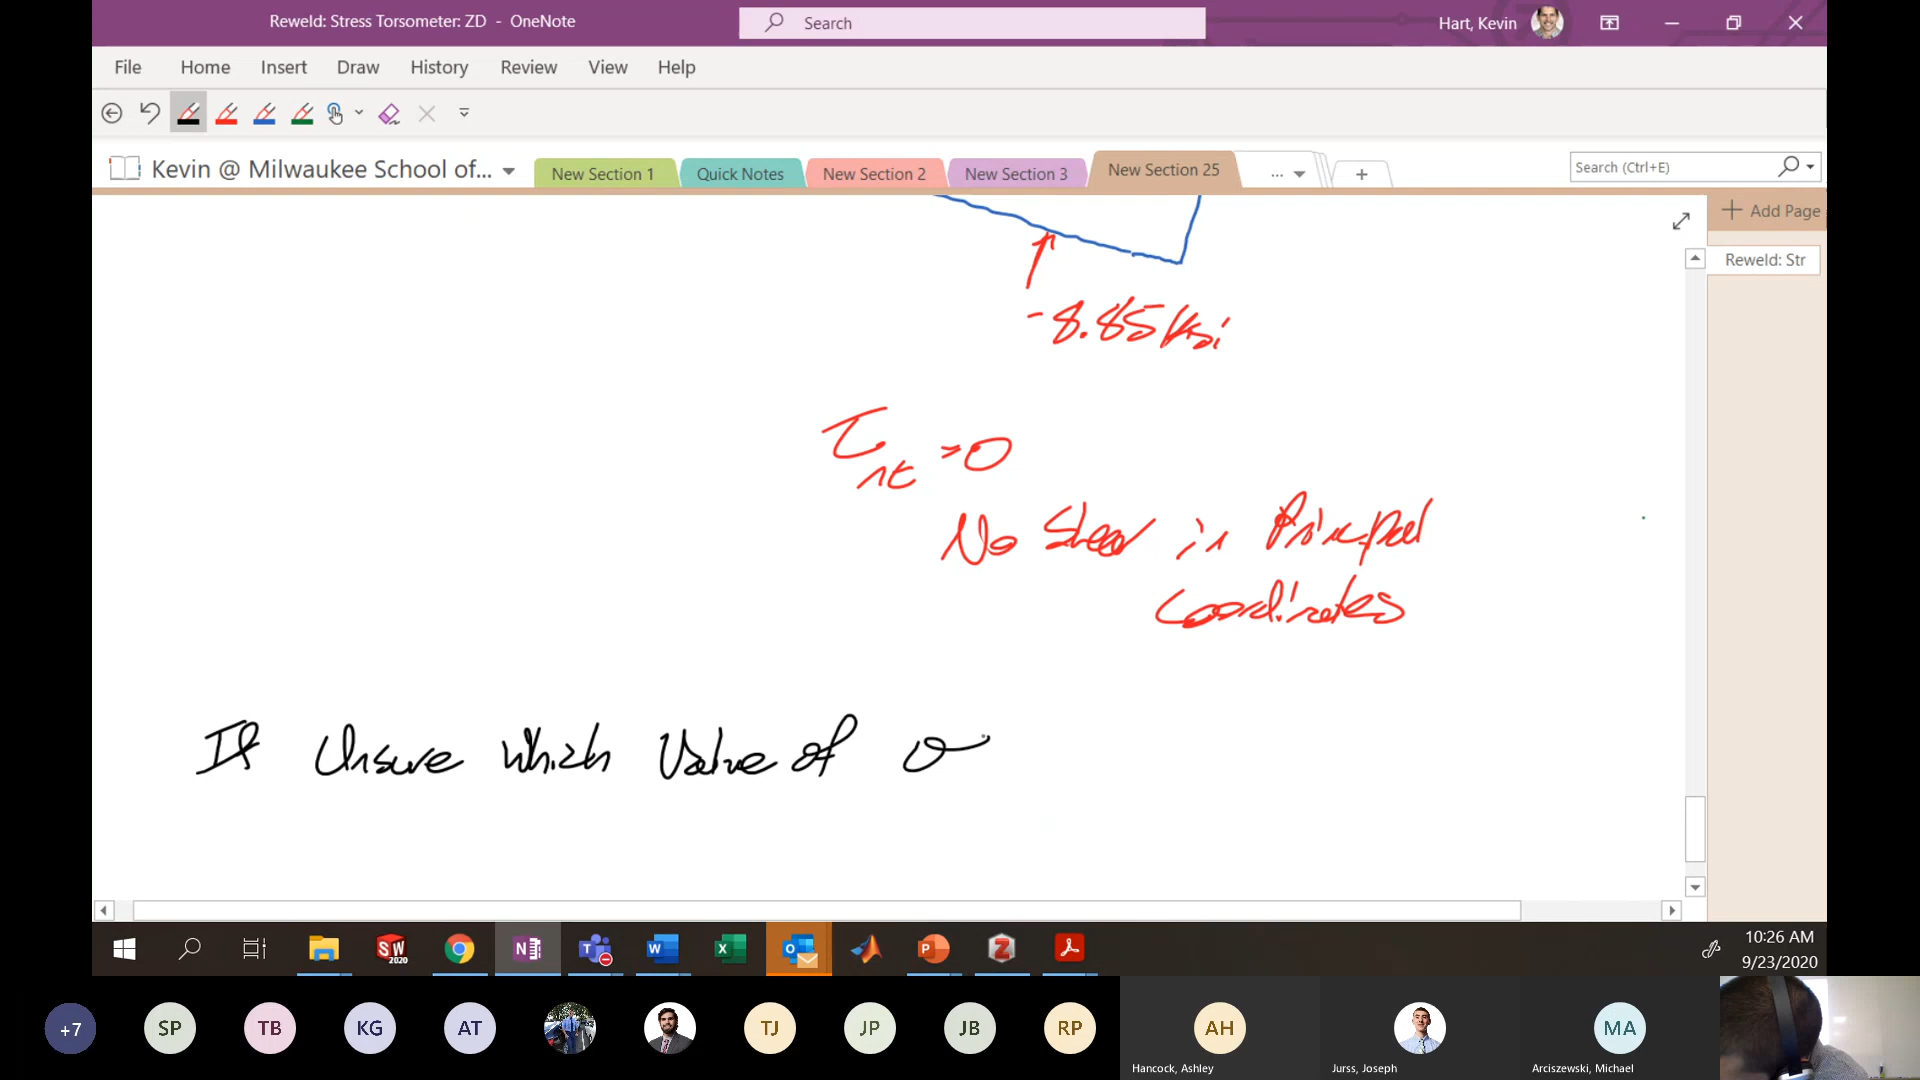 Reweld: Stress Torsometer: ZD - OneNote
Search
Hart, Kevin
File Home Insert Draw History Review View Help
Kevin @ Milwaukee School of...
New Section 1
Quick Notes
New Section 2
New Section 3
New Section 25
...
Search (Ctrl+E)
Add Page
Reweld: Str
-8.85 Ksi
τnt = 0
No Shear in Principal
Coordinates
If Unsure which Value of σ
SW
2020
N
T
W
X
O
P
Z
10:26 AM
9/23/2020
+7
SP
TB
KG
AT
TJ
JP
JB
RP
AH
MA
Hancock, Ashley
Jurss, Joseph
Arciszewski, Michael